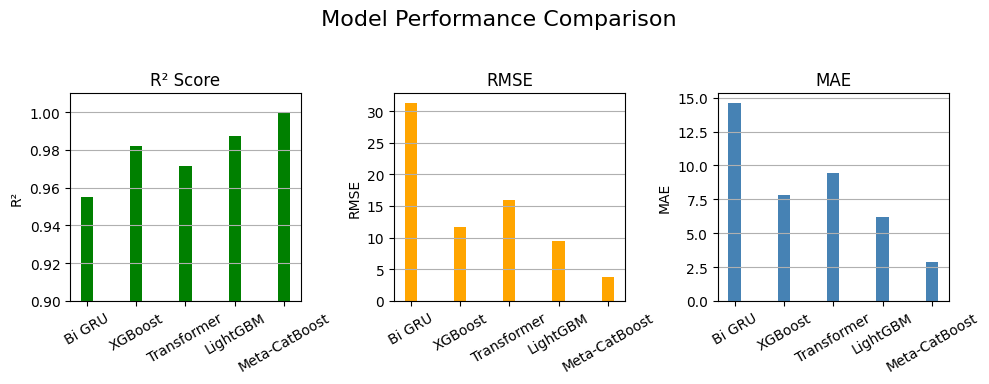 Model Performance Comparison
R² Score
R²
1.00
0.98
0.96
0.94
0.92
0.90
Bi GRU
XGBoost
Transformer
LightGBM
Meta-CatBoost
RMSE
RMSE
30
25
20
15
10
5
0
Bi GRU
XGBoost
Transformer
LightGBM
Meta-CatBoost
MAE
MAE
15.0
12.5
10.0
7.5
5.0
2.5
0.0
Bi GRU
XGBoost
Transformer
LightGBM
Meta-CatBoost